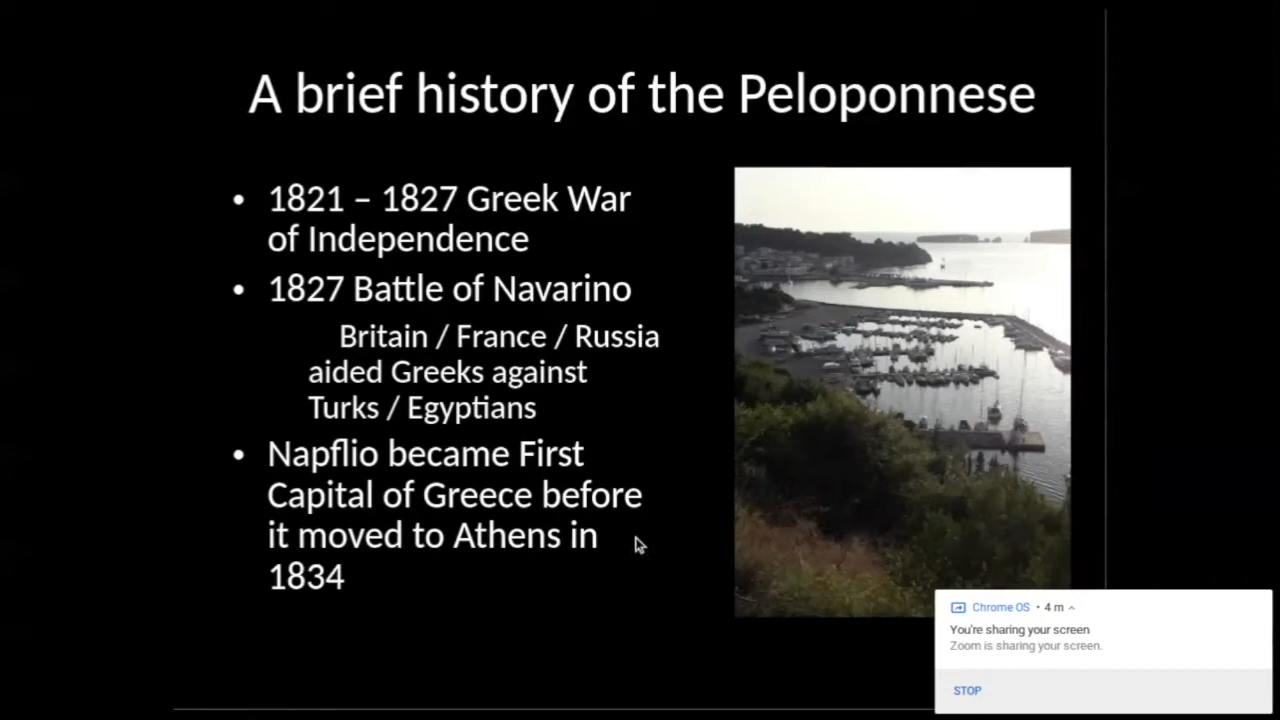 A brief history of the Peloponnese
• 1821 – 1827 Greek War
of Independence
• 1827 Battle of Navarino
Britain / France / Russia
aided Greeks against
Turks / Egyptians
• Napflio became First
Capital of Greece before
it moved to Athens in
1834
Chrome OS • 4 m
You're sharing your screen
Zoom is sharing your screen.
STOP